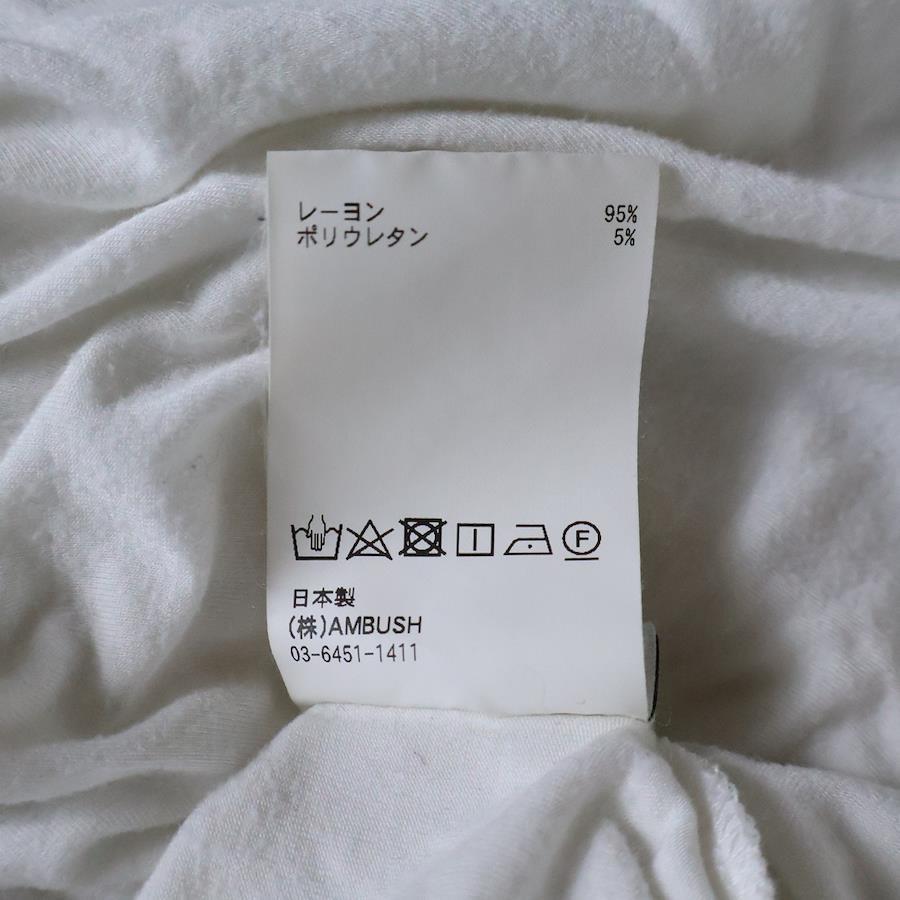 レーヨン 95%
ポリウレタン 5%
F
日本製
(株)AMBUSH
03-6451-1411